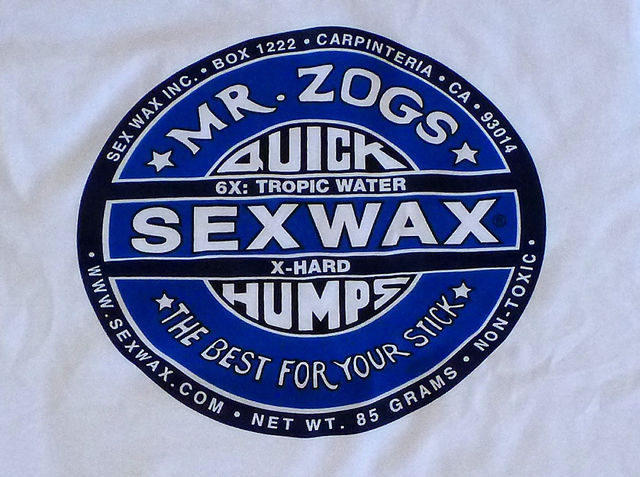 SEX WAX INC. • BOX 1222 • CARPINTERIA • CA • 93014
MR. ZOGS
QUICK
6X: TROPIC WATER
SEXWAX®
X-HARD
HUMPS
THE BEST FOR YOUR STICK
• WWW.SEXWAX.COM • NET WT. 85 GRAMS • NON-TOXIC •